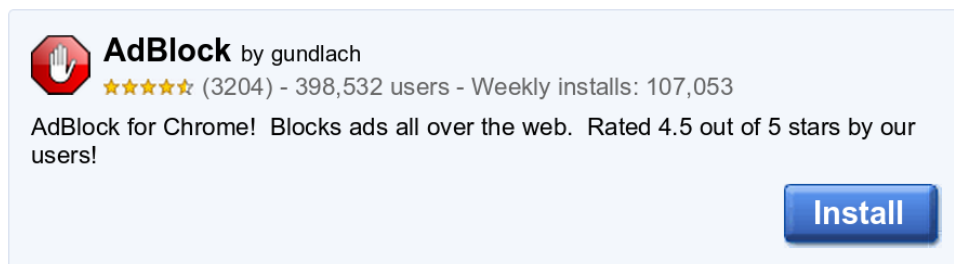 AdBlock by gundlach
(3204) - 398,532 users - Weekly installs: 107,053
AdBlock for Chrome!  Blocks ads all over the web.  Rated 4.5 out of 5 stars by our
users!
Install